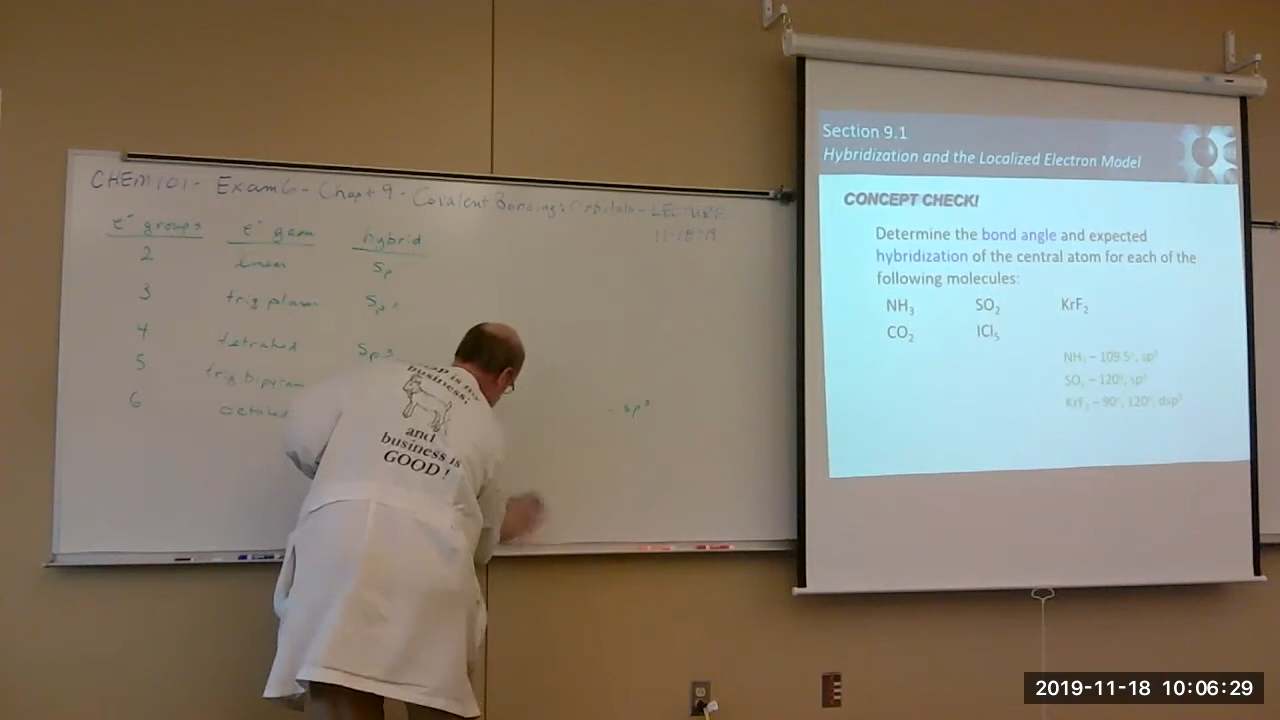 CHEM 101 - Exam 6 - Chapt 9 - Covalent Bonding: Orbitals - LECTURE
11-18-19
e⁻ groups e⁻ geom hybrid
2 linear sp
3 trig planar sp²
4 tetrahed sp³
5 trig bipyram
6 octahed
- sp³
business;
and
business is
GOOD!
Section 9.1
Hybridization and the Localized Electron Model
CONCEPT CHECK!
Determine the bond angle and expected
hybridization of the central atom for each of the
following molecules:
NH₃ SO₂ KrF₂
CO₂ ICl₅
NH₃ – 109.5°, sp³
SO₂ – 120°, sp²
KrF₂ – 90°, 120°, dsp³
2019-11-18 10:06:29